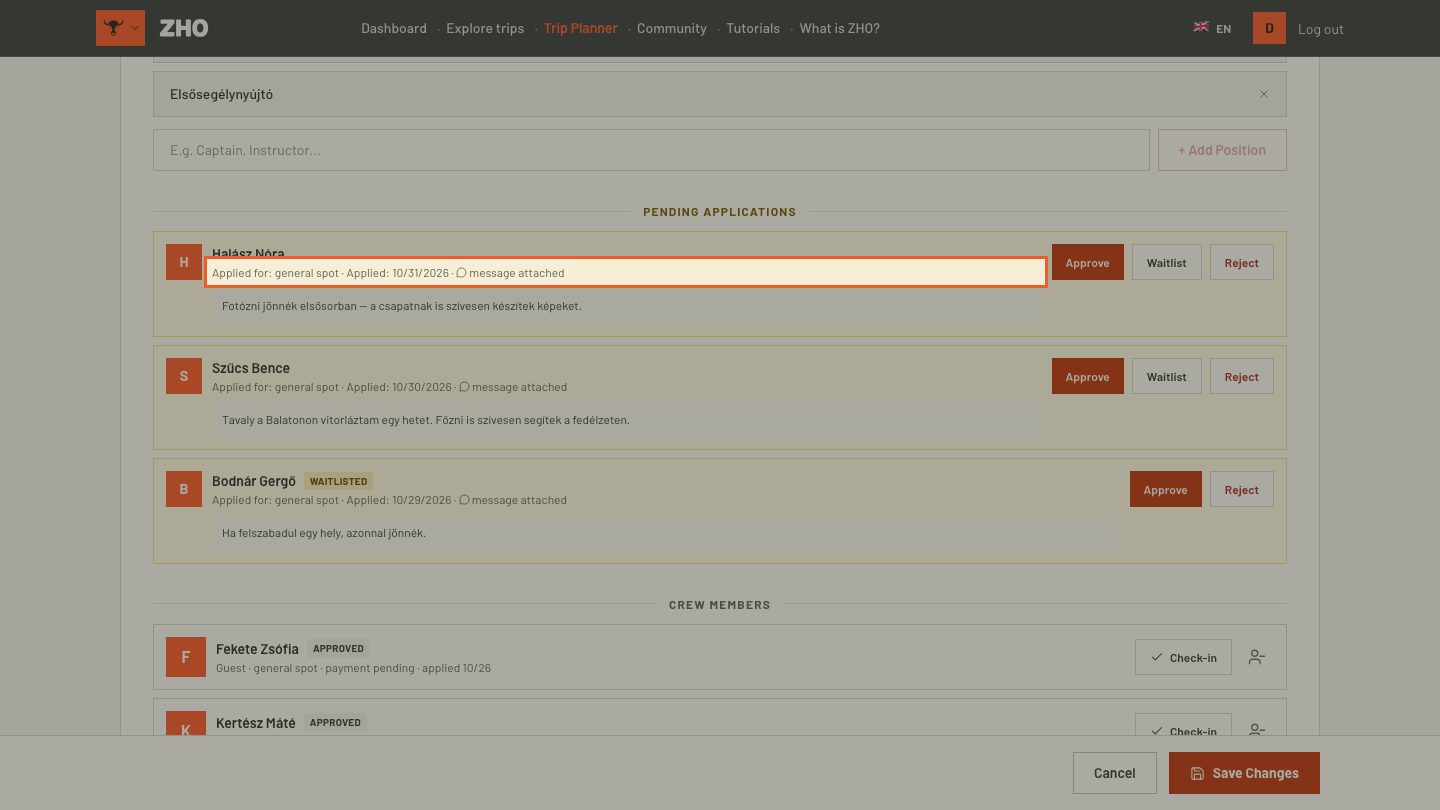 ZHO
Dashboard · Explore trips · Trip Planner · Community · Tutorials · What is ZHO?
EN
D
Log out
Elsősegélynyújtó
E.g. Captain, Instructor...
+ Add Position
PENDING APPLICATIONS
H
Halász Nóra
Applied for: general spot · Applied: 10/31/2026 · message attached
Fotózni jönnék elsősorban — a csapatnak is szívesen készítek képeket.
Approve
Waitlist
Reject
S
Szűcs Bence
Applied for: general spot · Applied: 10/30/2026 · message attached
Tavaly a Balatonon vitorláztam egy hetet. Főzni is szívesen segítek a fedélzeten.
Approve
Waitlist
Reject
B
Bodnár Gergő WAITLISTED
Applied for: general spot · Applied: 10/29/2026 · message attached
Ha felszabadul egy hely, azonnal jönnék.
Approve
Reject
CREW MEMBERS
F
Fekete Zsófia APPROVED
Guest · general spot · payment pending · applied 10/26
Check-in
K
Kertész Máté APPROVED
Check-in
Cancel
Save Changes